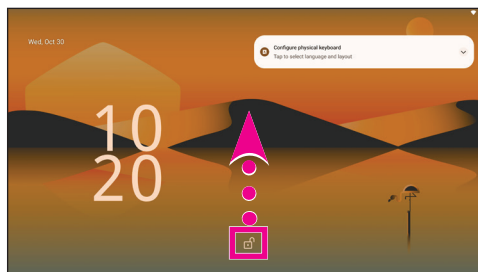 Wed, Oct 30
Configure physical keyboard
Tap to select language and layout
10
20